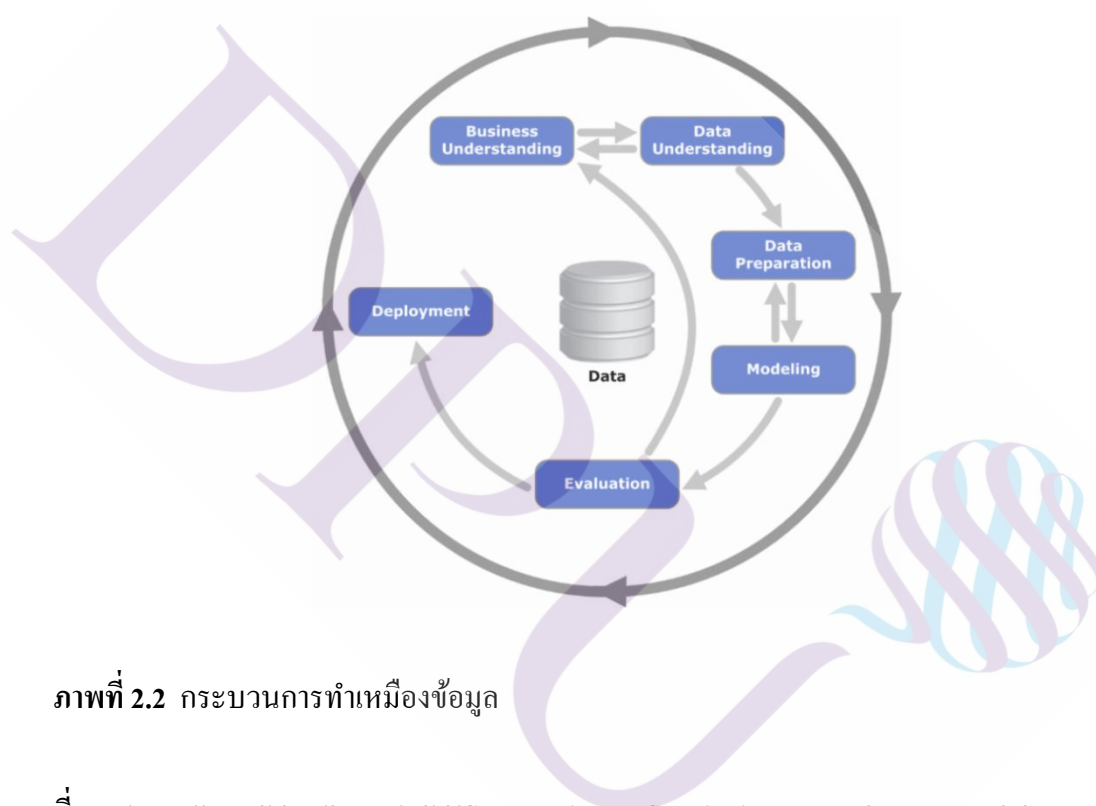 Business
Understanding
Data
Understanding
Data
Preparation
Deployment
Data
Modeling
Evaluation
ภาพที่ 2.2 กระบวนการทำเหมืองข้อมูล